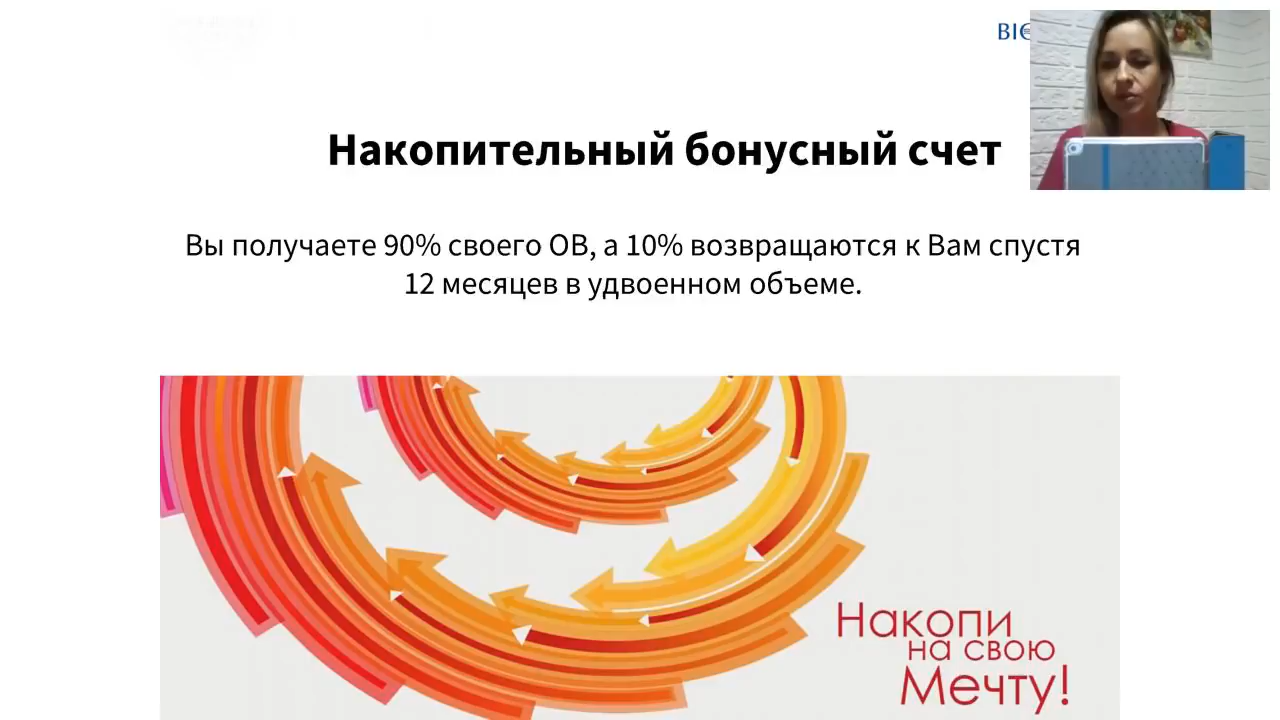 Накопительный бонусный счет
Вы получаете 90% своего ОВ, а 10% возвращаются к Вам спустя
12 месяцев в удвоенном объеме.
Накопи
на свою
Мечту!